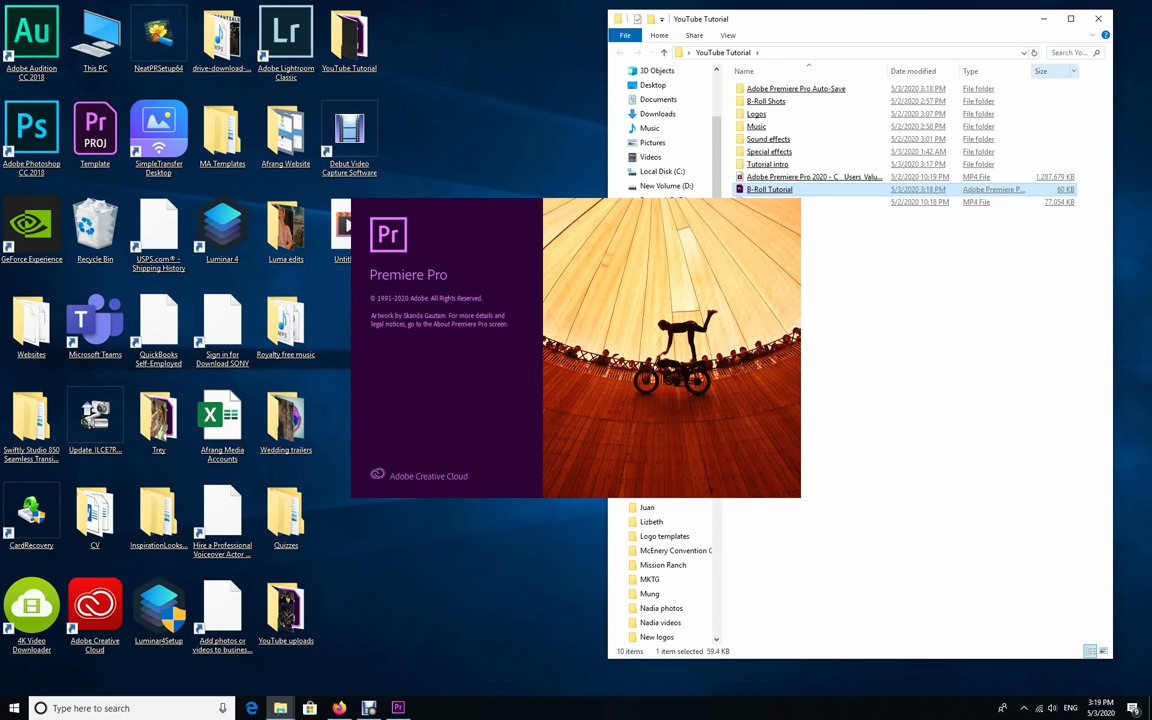 Au
Adobe Audition
CC 2018
This PC
NeatPRSetup64
drive-download-...
Lr
Adobe Lightroom
Classic
YouTube Tutorial
Ps
Adobe Photoshop
CC 2018
Pr
PROJ
Template
SimpleTransfer
Desktop
MA Templates
Afrang Website
Debut Video
Capture Software
GeForce Experience
Recycle Bin
USPS.com® -
Shipping History
Luminar 4
Luma edits
Untitl
Websites
Microsoft Teams
QuickBooks
Self-Employed
Sign in for
Download SONY
Royalty free music
Swiftly Studio 850
Seamless Transi...
Update_ILCE7R...
Trey
Afrang Media
Accounts
Wedding trailers
CardRecovery
CV
InspirationLooks...
Hire a Professional
Voiceover Actor ...
Quizzes
4K Video
Downloader
Adobe Creative
Cloud
Luminar4Setup
Add photos or
videos to busines...
YouTube uploads
YouTube Tutorial
File
Home
Share
View
YouTube Tutorial
Search Yo...
Name
Date modified
Type
Size
3D Objects
Desktop
Documents
Downloads
Music
Pictures
Videos
Local Disk (C:)
New Volume (D:)
Adobe Premiere Pro Auto-Save 5/3/2020 3:18 PM File folder
B-Roll Shots 5/2/2020 2:57 PM File folder
Logos 5/2/2020 3:07 PM File folder
Music 5/2/2020 2:58 PM File folder
Sound effects 5/2/2020 3:01 PM File folder
Special effects 5/3/2020 1:42 AM File folder
Tutorial intro 5/3/2020 3:17 PM File folder
Adobe Premiere Pro 2020 - C__Users_Valu... 5/2/2020 10:19 PM MP4 File 1,287,679 KB
B-Roll Tutorial 5/3/2020 3:18 PM Adobe Premiere P... 60 KB
5/2/2020 10:18 PM MP4 File 77,054 KB
Pr
Premiere Pro
© 1991-2020 Adobe. All Rights Reserved.
Artwork by Skanda Gautam. For more details and
legal notices, go to the About Premiere Pro screen.
Adobe Creative Cloud
Juan
Lizbeth
Logo templates
McEnery Convention C
Mission Ranch
MKTG
Mung
Nadia photos
Nadia videos
New logos
10 items 1 item selected 59.4 KB
Type here to search
ENG
3:19 PM
5/3/2020